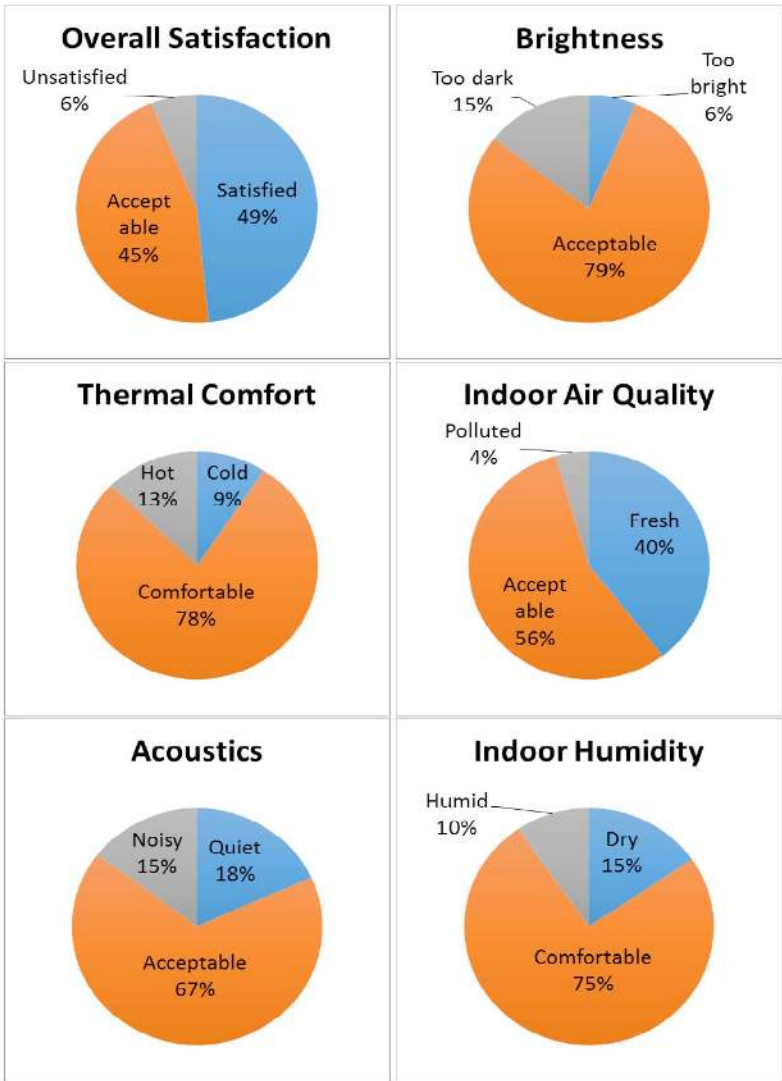 Overall Satisfaction
Unsatisfied
6%
Accept
able
45%
Satisfied
49%
Brightness
Too dark
15%
Too
bright
6%
Acceptable
79%
Thermal Comfort
Hot
13%
Cold
9%
Comfortable
78%
Indoor Air Quality
Polluted
4%
Fresh
40%
Accept
able
56%
Acoustics
Noisy
15%
Quiet
18%
Acceptable
67%
Indoor Humidity
Humid
10%
Dry
15%
Comfortable
75%